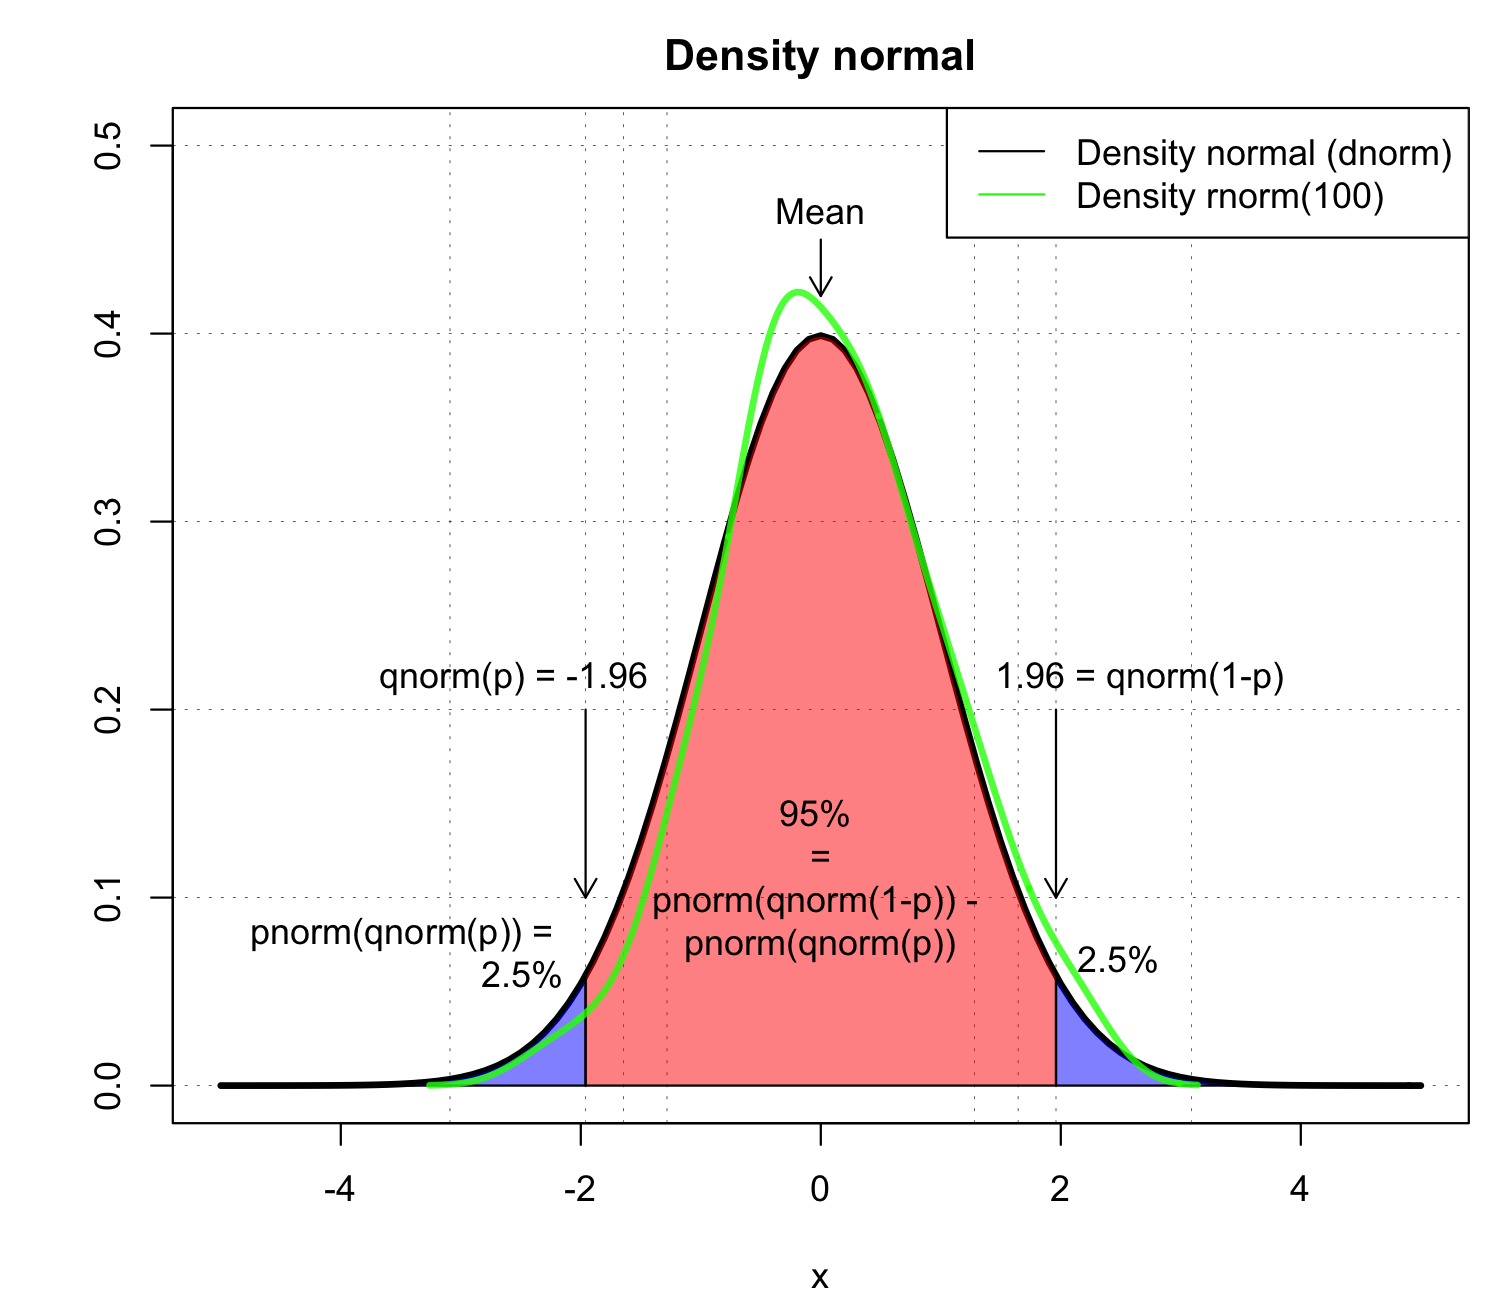 Density normal
Density normal (dnorm)
Density rnorm(100)
Mean
qnorm(p) = -1.96
1.96 = qnorm(1-p)
95%
=
pnorm(qnorm(1-p)) -
pnorm(qnorm(p))
pnorm(qnorm(p)) =
2.5%
2.5%
0.5
0.4
0.3
0.2
0.1
0.0
-4
-2
0
2
4
x